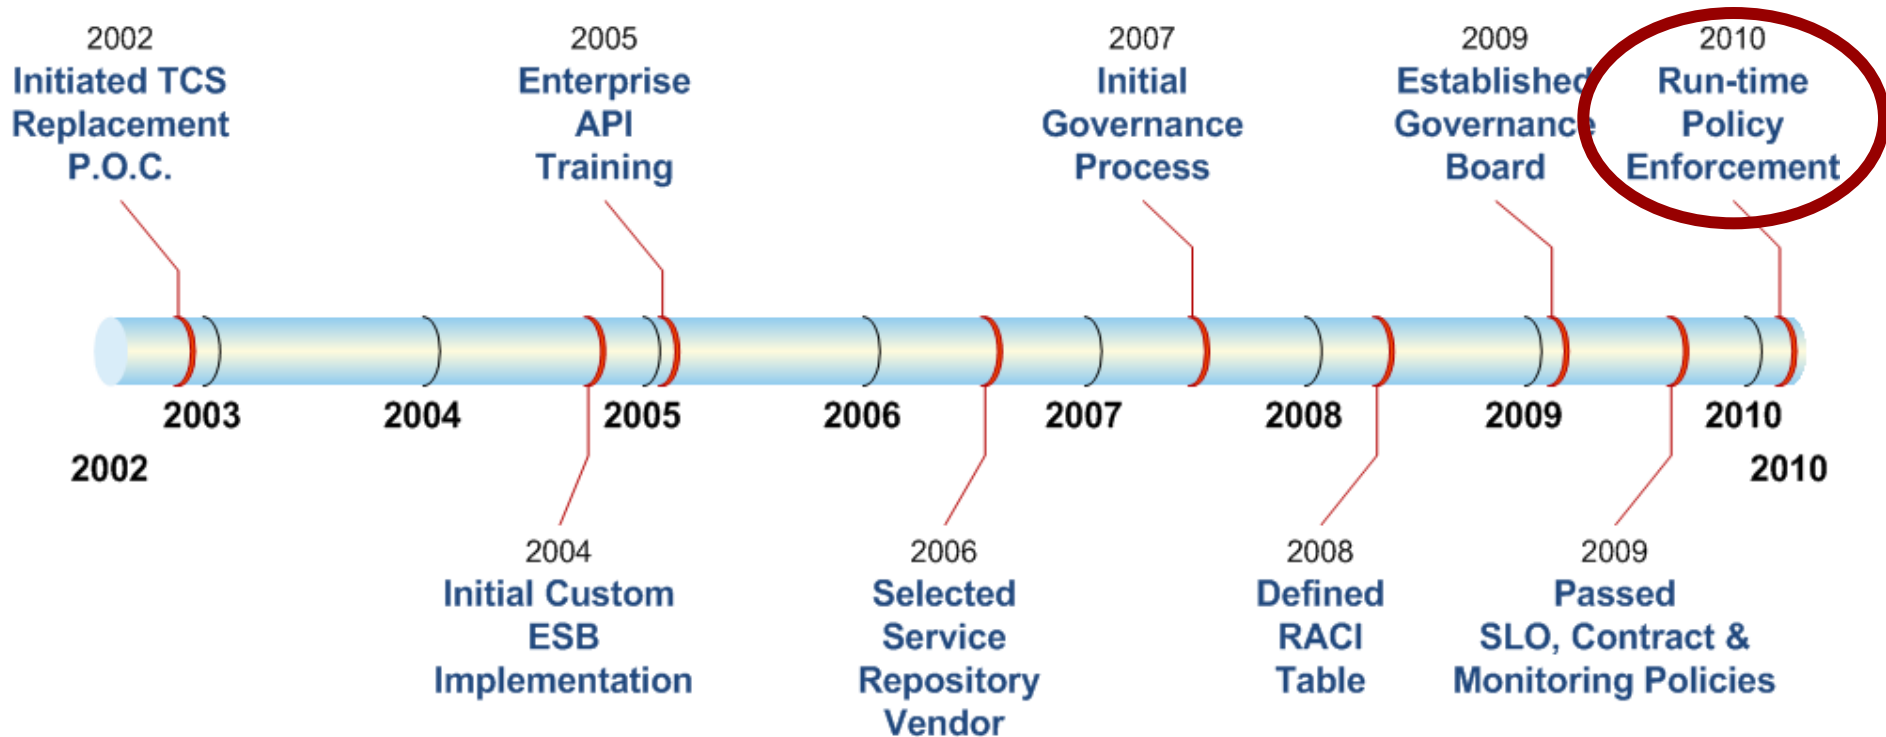 2002
Initiated TCS
Replacement
P.O.C.
2005
Enterprise
API
Training
2007
Initial
Governance
Process
2009
Established
Governance
Board
2010
Run-time
Policy
Enforcement
2003
2004
2005
2006
2007
2008
2009
2010
2002
2010
2004
Initial Custom
ESB
Implementation
2006
Selected
Service
Repository
Vendor
2008
Defined
RACI
Table
2009
Passed
SLO, Contract &
Monitoring Policies